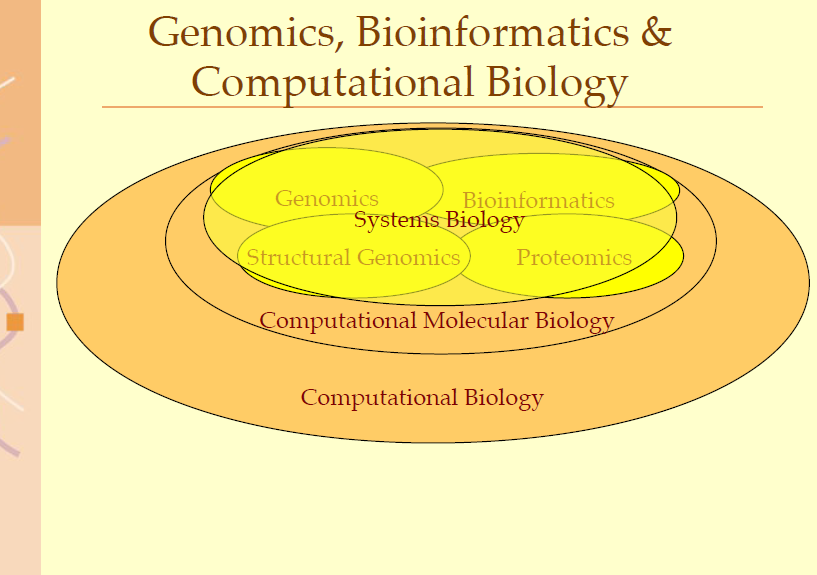 Genomics, Bioinformatics &
Computational Biology
Genomics
Bioinformatics
Systems Biology
Structural Genomics
Proteomics
Computational Molecular Biology
Computational Biology